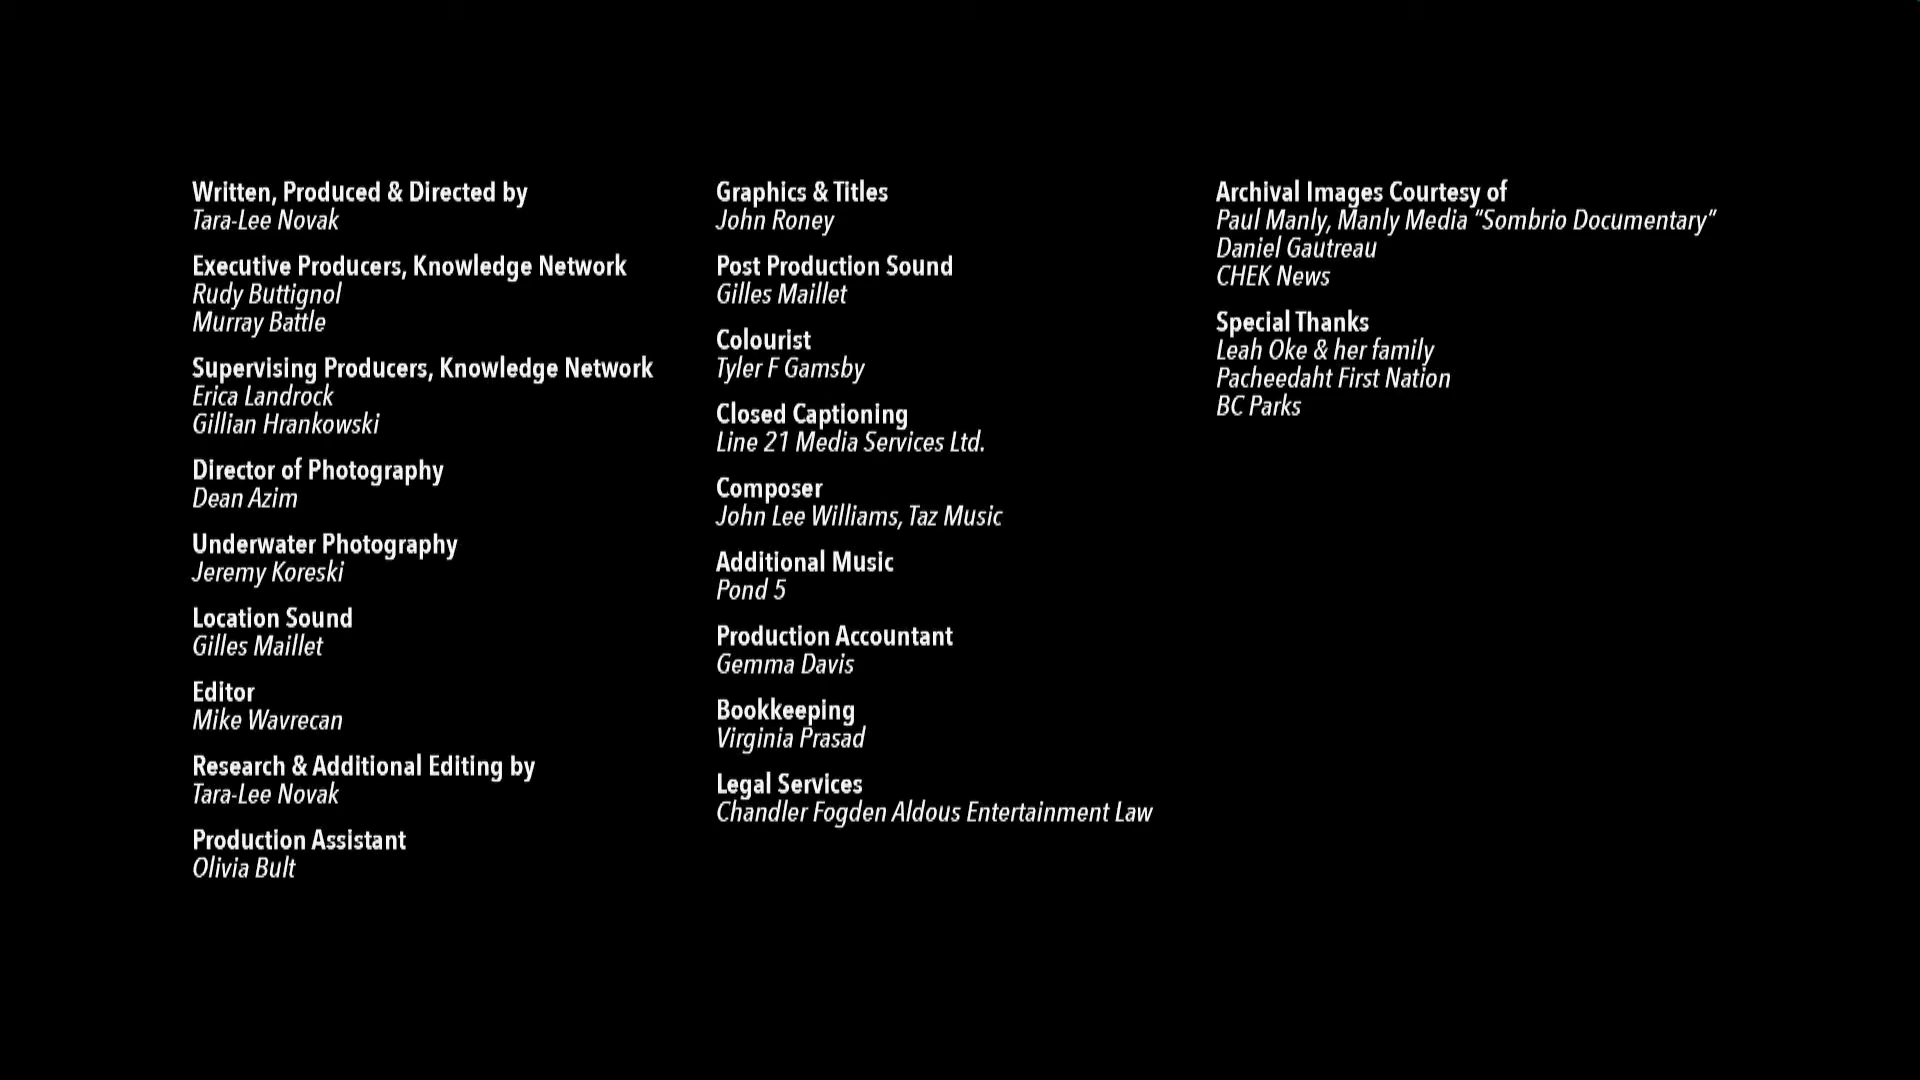 Written, Produced & Directed by
Tara-Lee Novak
Executive Producers, Knowledge Network
Rudy Buttignol
Murray Battle
Supervising Producers, Knowledge Network
Erica Landrock
Gillian Hrankowski
Director of Photography
Dean Azim
Underwater Photography
Jeremy Koreski
Location Sound
Gilles Maillet
Editor
Mike Wavrecan
Research & Additional Editing by
Tara-Lee Novak
Production Assistant
Olivia Bult
Graphics & Titles
John Roney
Post Production Sound
Gilles Maillet
Colourist
Tyler F Gamsby
Closed Captioning
Line 21 Media Services Ltd.
Composer
John Lee Williams, Taz Music
Additional Music
Pond 5
Production Accountant
Gemma Davis
Bookkeeping
Virginia Prasad
Legal Services
Chandler Fogden Aldous Entertainment Law
Archival Images Courtesy of
Paul Manly, Manly Media “Sombrio Documentary”
Daniel Gautreau
CHEK News
Special Thanks
Leah Oke & her family
Pacheedaht First Nation
BC Parks